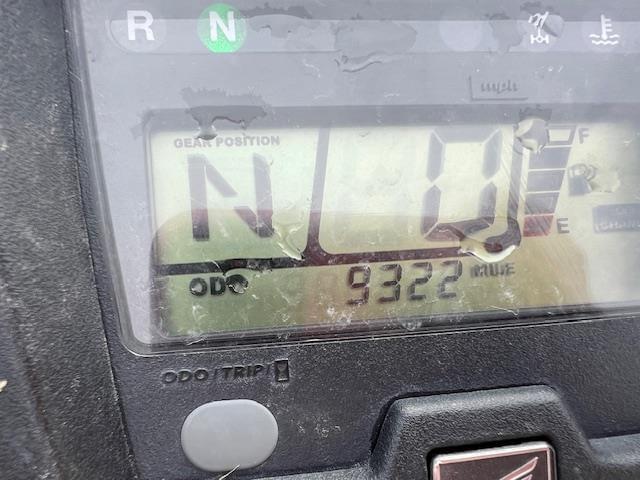 R N
mph
GEAR POSITION
N 0 F
E
ODO 9322 MILE
ODO/TRIP/